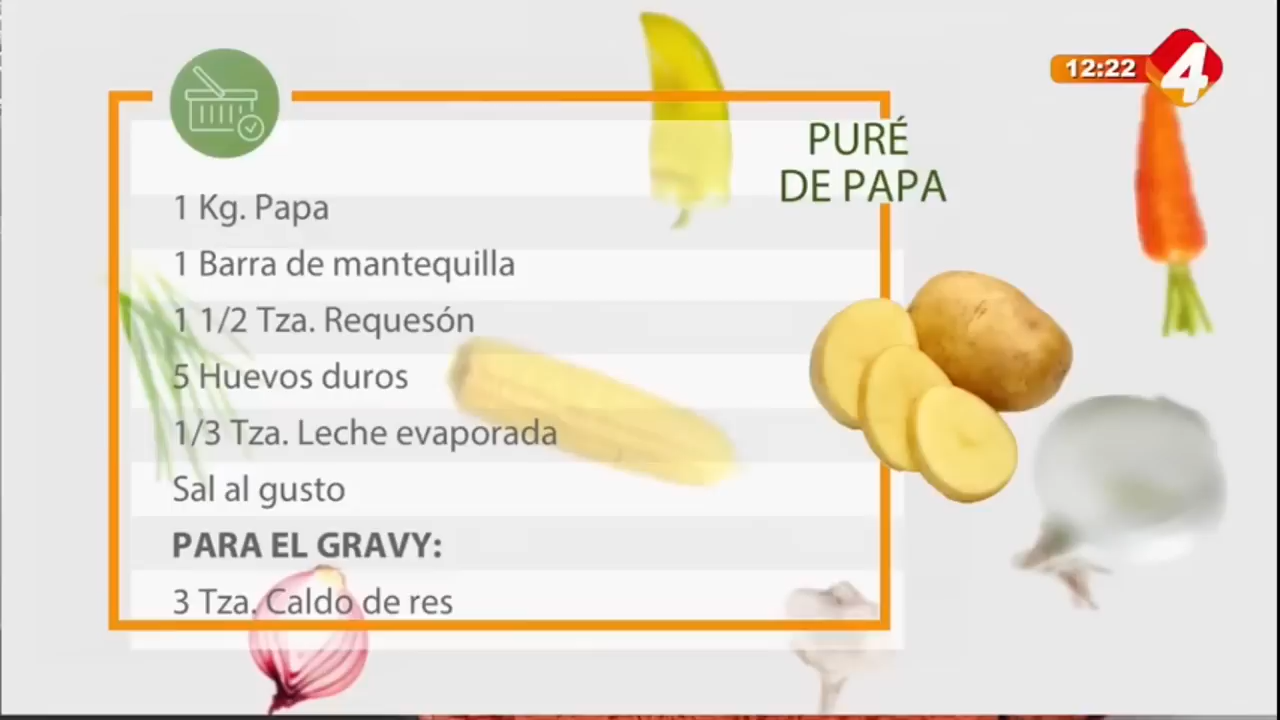 12:22
4
PURÉ
DE PAPA
1 Kg. Papa
1 Barra de mantequilla
1 1/2 Tza. Requesón
5 Huevos duros
1/3 Tza. Leche evaporada
Sal al gusto
PARA EL GRAVY:
3 Tza. Caldo de res